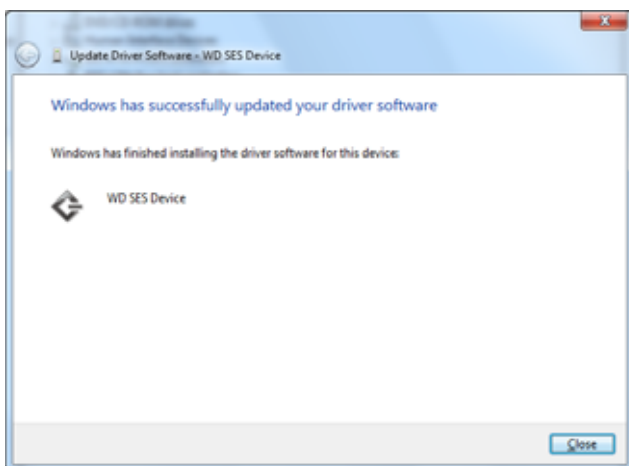 Update Driver Software - WD SES Device
Windows has successfully updated your driver software
Windows has finished installing the driver software for this device:
WD SES Device
Close